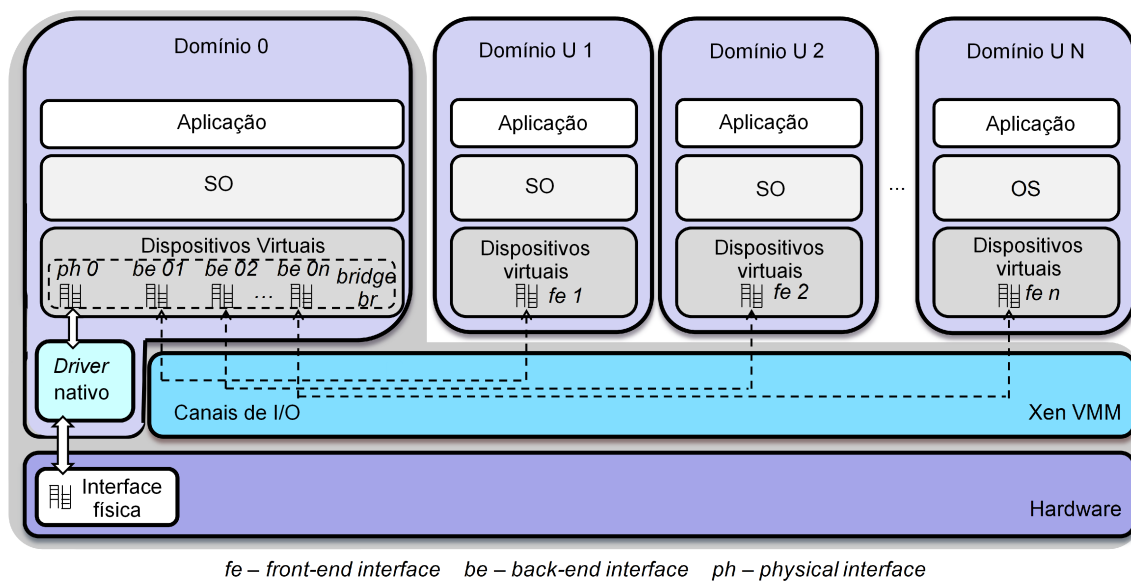 Domínio 0
Aplicação
SO
Dispositivos Virtuais
ph 0 be 01 be 02 be 0n bridge
... br
Driver
nativo
Domínio U 1
Aplicação
SO
Dispositivos
virtuais
fe 1
Domínio U 2
Aplicação
SO
Dispositivos
virtuais
fe 2
...
Domínio U N
Aplicação
OS
Dispositivos
virtuais
fe n
Canais de I/O Xen VMM
Interface
física
Hardware
fe – front-end interface be – back-end interface ph – physical interface